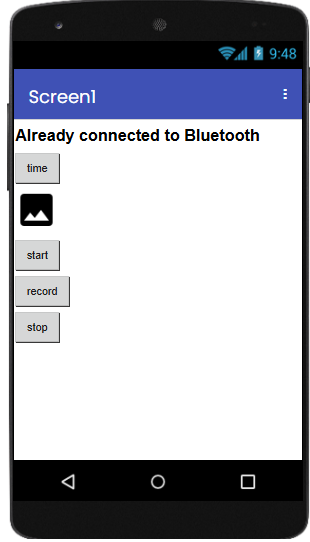 9:48
Screen1
Already connected to Bluetooth
time
start
record
stop